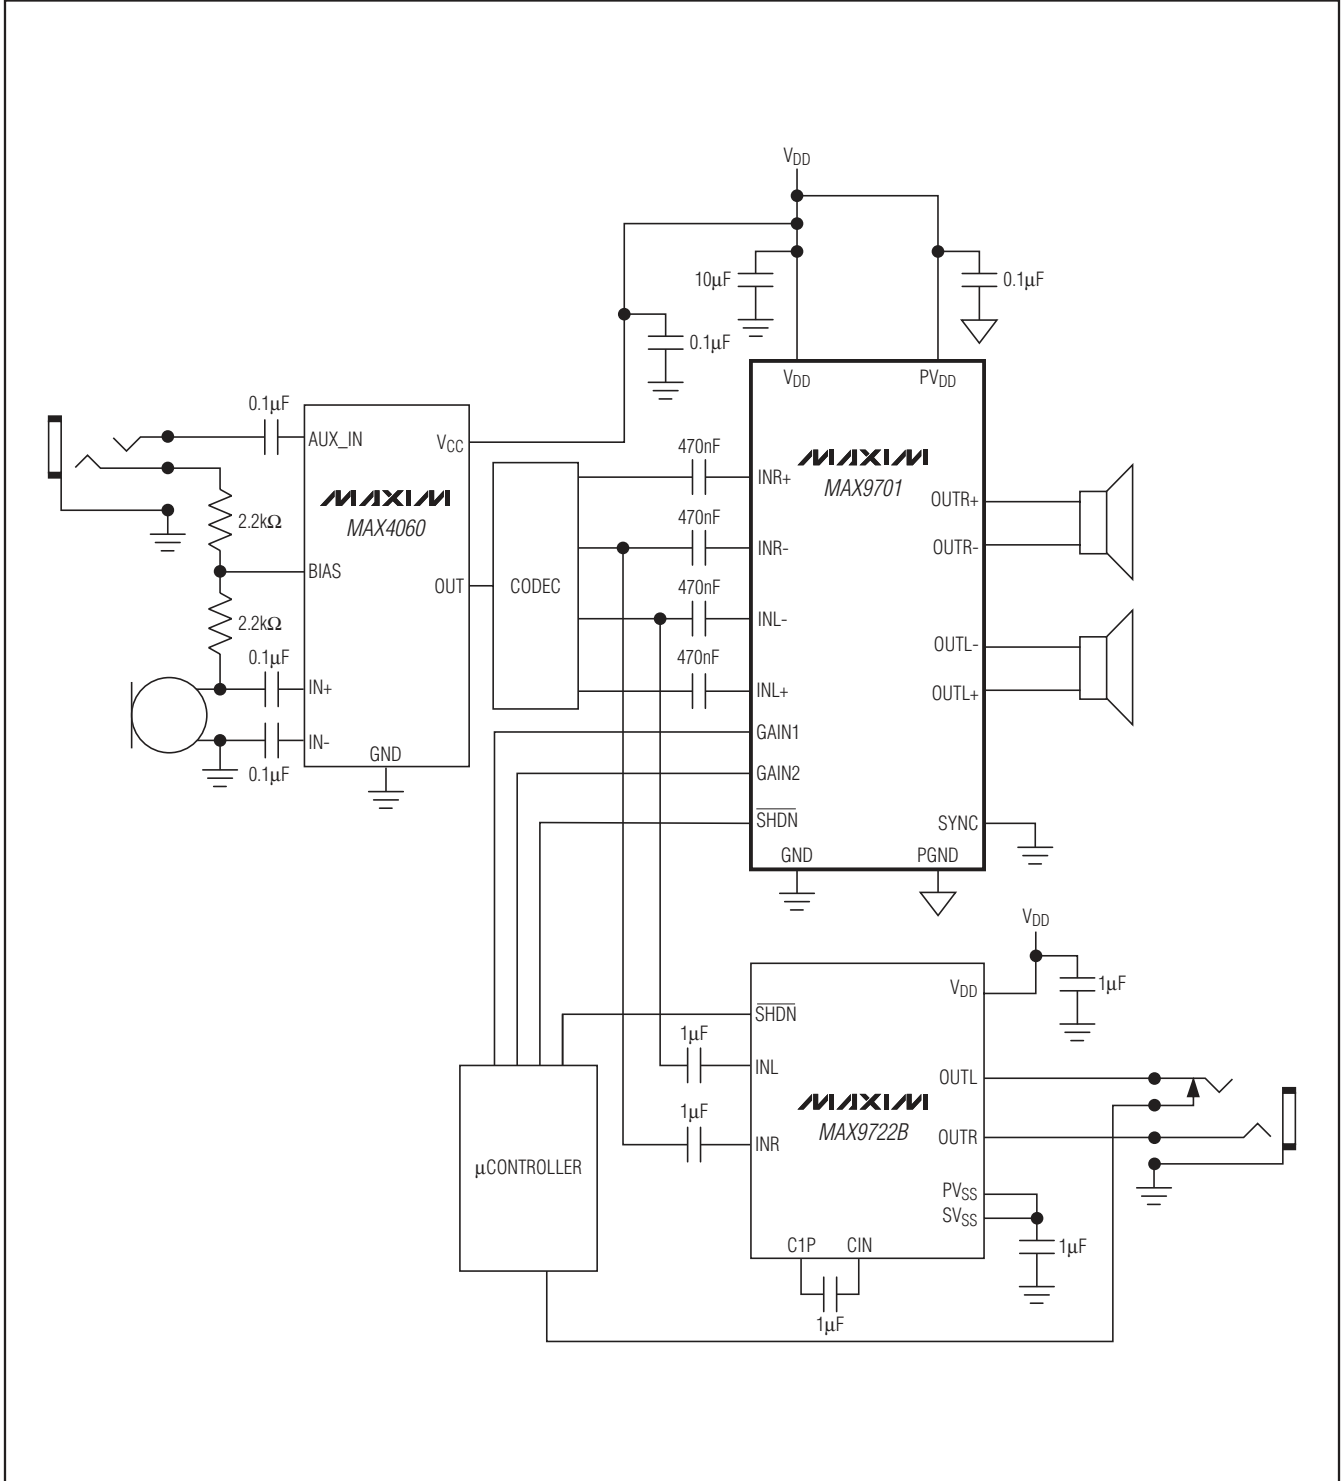 VDD
10µF
0.1µF
0.1µF
VDD
PVDD
0.1µF
AUX_IN
VCC
MAXIM
MAX4060
2.2kΩ
BIAS
OUT
2.2kΩ
0.1µF
IN+
IN-
0.1µF
GND
CODEC
470nF
470nF
470nF
470nF
INR+
INR-
INL-
INL+
GAIN1
GAIN2
SHDN
MAXIM
MAX9701
OUTR+
OUTR-
OUTL-
OUTL+
SYNC
GND
PGND
VDD
1µF
VDD
SHDN
1µF
INL
1µF
INR
MAXIM
MAX9722B
OUTL
OUTR
PVSS
SVSS
1µF
C1P
CIN
1µF
µCONTROLLER